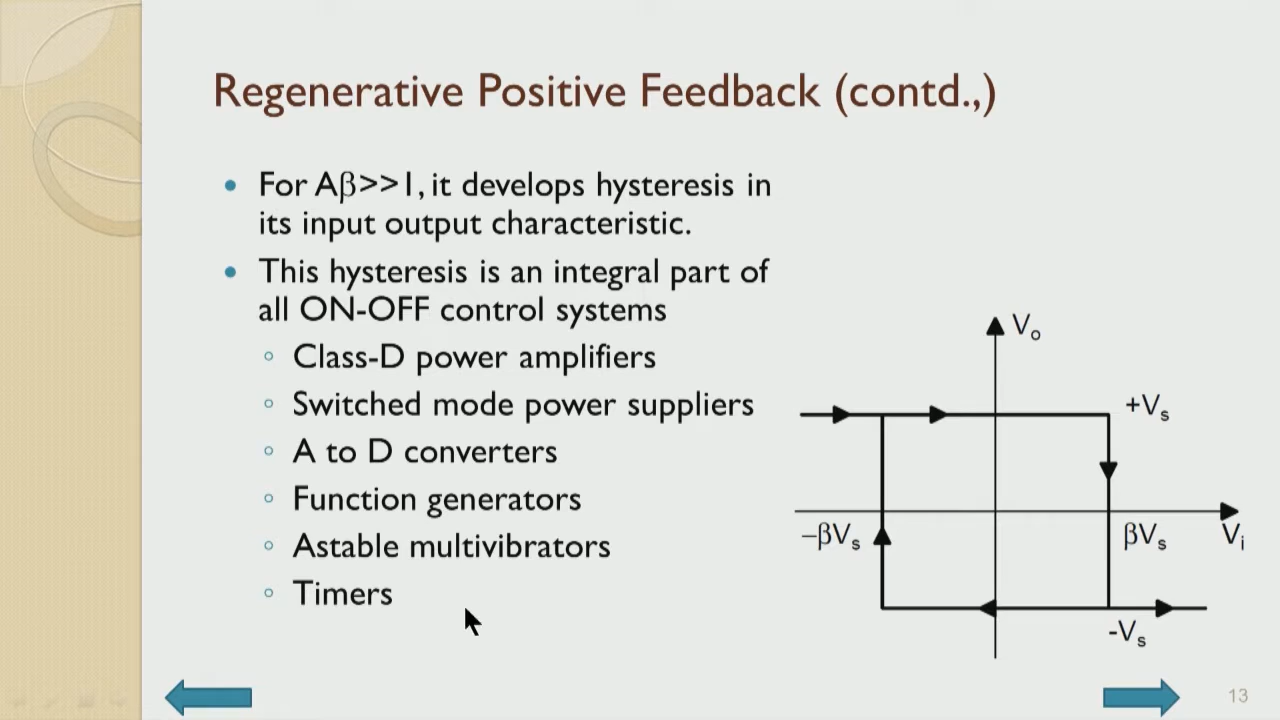 Regenerative Positive Feedback (contd.,)
• For Aβ>>1, it develops hysteresis in
its input output characteristic.
• This hysteresis is an integral part of
all ON-OFF control systems
◦ Class-D power amplifiers
◦ Switched mode power suppliers
◦ A to D converters
◦ Function generators
◦ Astable multivibrators
◦ Timers
Vo
+Vs
–βVs
βVs
Vi
-Vs
13